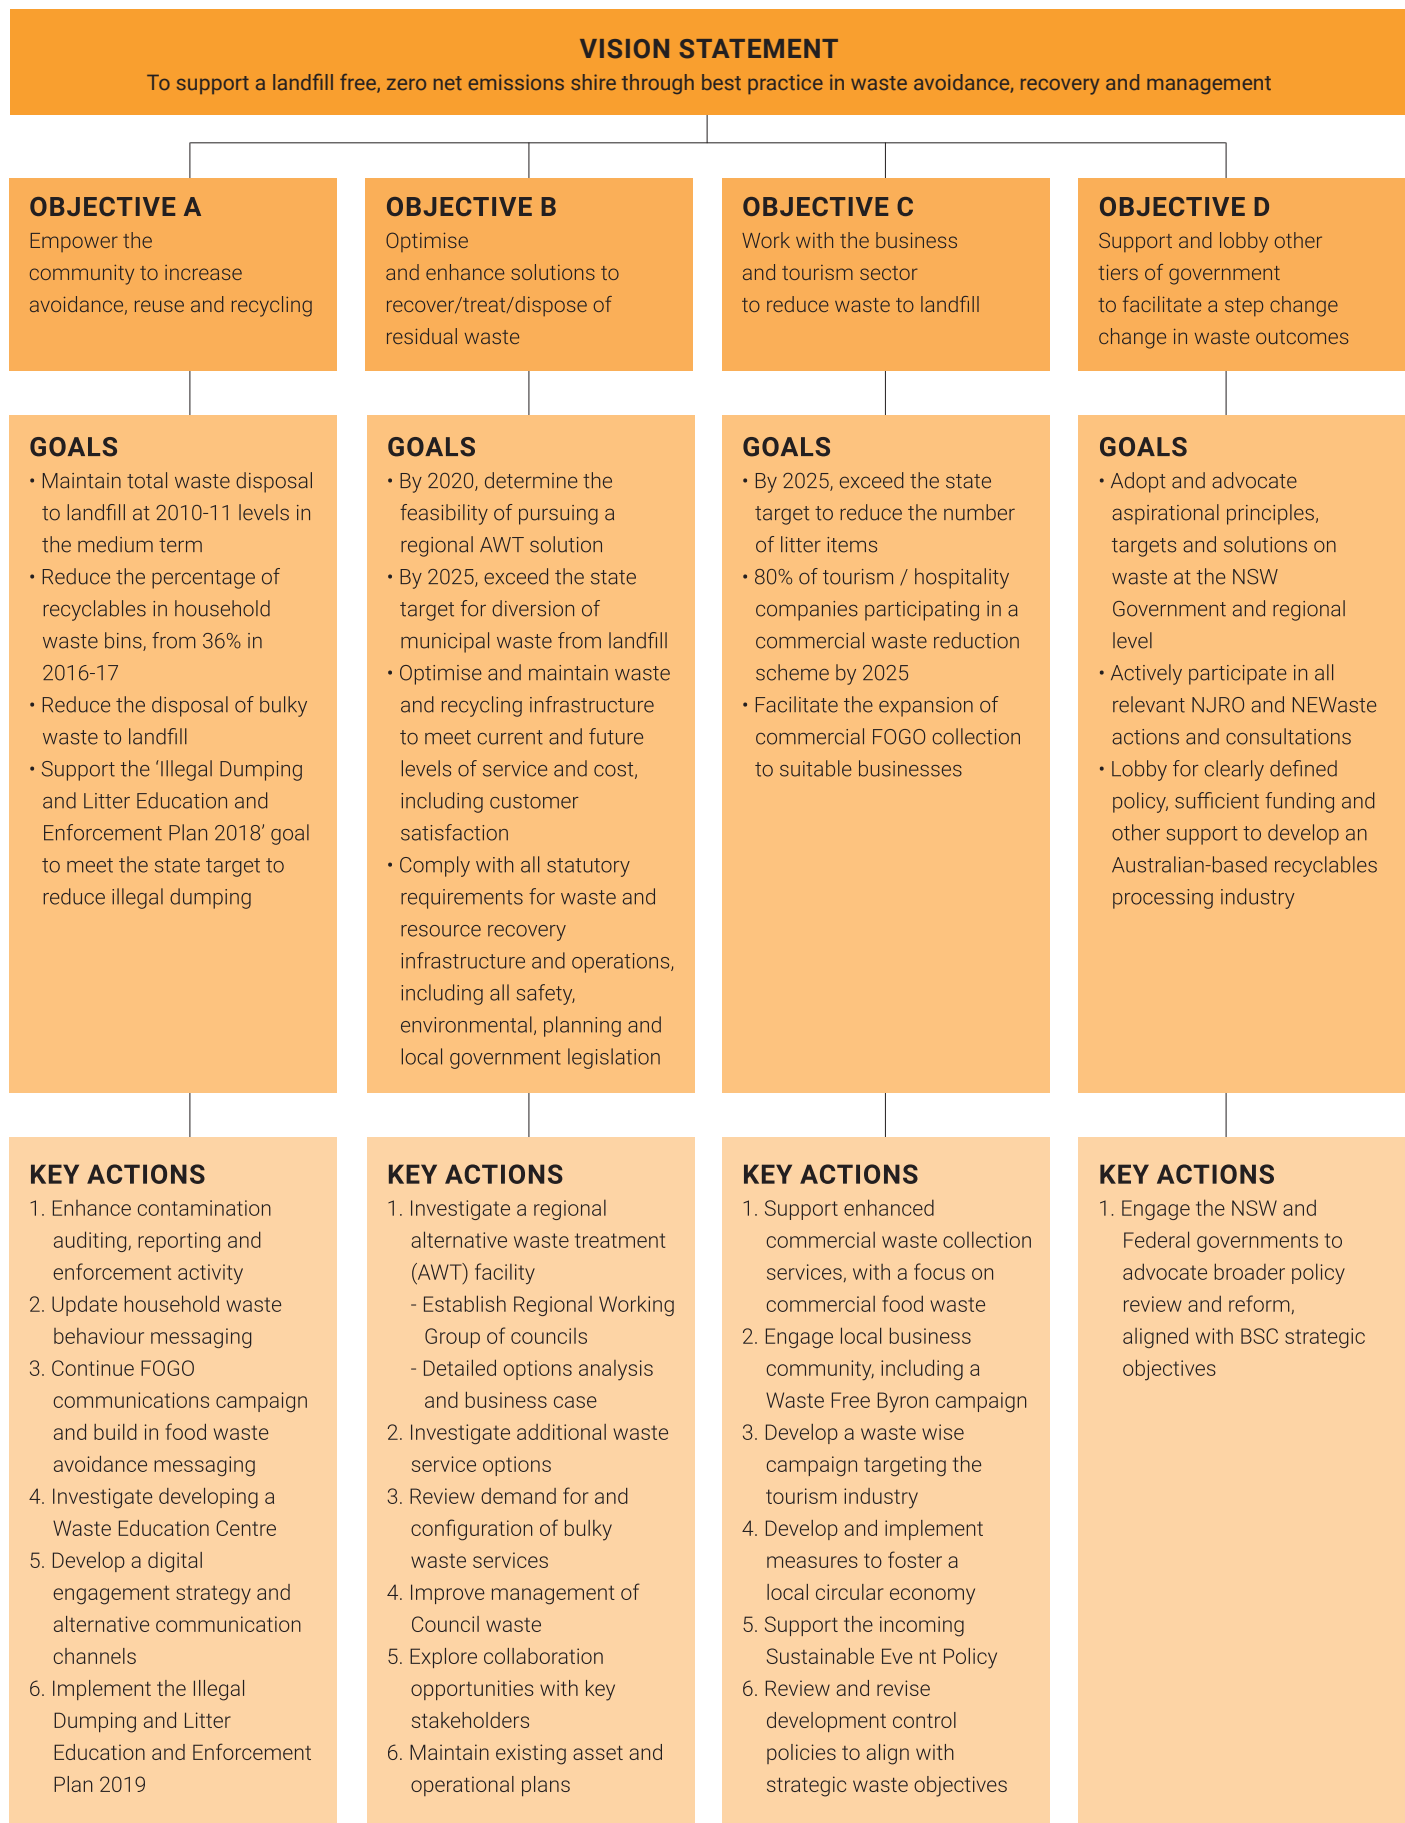 VISION STATEMENT
To support a landfill free, zero net emissions shire through best practice in waste avoidance, recovery and management
OBJECTIVE A
Empower the
community to increase
avoidance, reuse and recycling
OBJECTIVE B
Optimise
and enhance solutions to
recover/treat/dispose of
residual waste
OBJECTIVE C
Work with the business
and tourism sector
to reduce waste to landfill
OBJECTIVE D
Support and lobby other
tiers of government
to facilitate a step change
change in waste outcomes
GOALS
• Maintain total waste disposal
to landfill at 2010-11 levels in
the medium term
• Reduce the percentage of
recyclables in household
waste bins, from 36% in
2016-17
• Reduce the disposal of bulky
waste to landfill
• Support the ‘Illegal Dumping
and Litter Education and
Enforcement Plan 2018’ goal
to meet the state target to
reduce illegal dumping
GOALS
• By 2020, determine the
feasibility of pursuing a
regional AWT solution
• By 2025, exceed the state
target for diversion of
municipal waste from landfill
• Optimise and maintain waste
and recycling infrastructure
to meet current and future
levels of service and cost,
including customer
satisfaction
• Comply with all statutory
requirements for waste and
resource recovery
infrastructure and operations,
including all safety,
environmental, planning and
local government legislation
GOALS
• By 2025, exceed the state
target to reduce the number
of litter items
• 80% of tourism / hospitality
companies participating in a
commercial waste reduction
scheme by 2025
• Facilitate the expansion of
commercial FOGO collection
to suitable businesses
GOALS
• Adopt and advocate
aspirational principles,
targets and solutions on
waste at the NSW
Government and regional
level
• Actively participate in all
relevant NJRO and NEWaste
actions and consultations
• Lobby for clearly defined
policy, sufficient funding and
other support to develop an
Australian-based recyclables
processing industry
KEY ACTIONS
1. Enhance contamination
auditing, reporting and
enforcement activity
2. Update household waste
behaviour messaging
3. Continue FOGO
communications campaign
and build in food waste
avoidance messaging
4. Investigate developing a
Waste Education Centre
5. Develop a digital
engagement strategy and
alternative communication
channels
6. Implement the Illegal
Dumping and Litter
Education and Enforcement
Plan 2019
KEY ACTIONS
1. Investigate a regional
alternative waste treatment
(AWT) facility
- Establish Regional Working
Group of councils
- Detailed options analysis
and business case
2. Investigate additional waste
service options
3. Review demand for and
configuration of bulky
waste services
4. Improve management of
Council waste
5. Explore collaboration
opportunities with key
stakeholders
6. Maintain existing asset and
operational plans
KEY ACTIONS
1. Support enhanced
commercial waste collection
services, with a focus on
commercial food waste
2. Engage local business
community, including a
Waste Free Byron campaign
3. Develop a waste wise
campaign targeting the
tourism industry
4. Develop and implement
measures to foster a
local circular economy
5. Support the incoming
Sustainable Eve nt Policy
6. Review and revise
development control
policies to align with
strategic waste objectives
KEY ACTIONS
1. Engage the NSW and
Federal governments to
advocate broader policy
review and reform,
aligned with BSC strategic
objectives